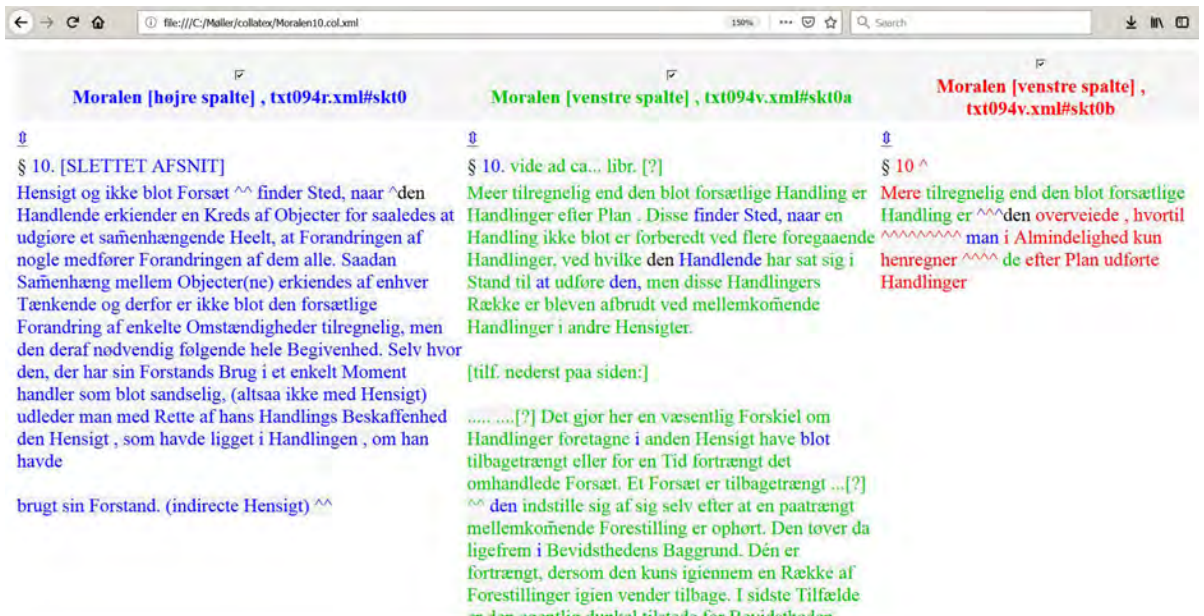 file:///C:/Møller/collatex/Moralen10.col.xml
150%
Search
Moralen [højre spalte] , txt094r.xml#skt0
⇕
§ 10. [SLETTET AFSNIT]
Hensigt og ikke blot Forsæt ^^ finder Sted, naar ^den
Handlende erkiender en Kreds af Objecter for saaledes at
udgiøre et sam̄enhængende Heelt, at Forandringen af
nogle medfører Forandringen af dem alle. Saadan
Sam̄enhæng mellem Objecter(ne) erkiendes af enhver
Tænkende og derfor er ikke blot den forsætlige
Forandring af enkelte Omstændigheder tilregnelig, men
den deraf nødvendig følgende hele Begivenhed. Selv hvor
den, der har sin Forstands Brug i et enkelt Moment
handler som blot sandselig, (altsaa ikke med Hensigt)
udleder man med Rette af hans Handlings Beskaffenhed
den Hensigt , som havde ligget i Handlingen , om han
havde
brugt sin Forstand. (indirecte Hensigt) ^^
Moralen [venstre spalte] , txt094v.xml#skt0a
⇕
§ 10. vide ad ca... libr. [?]
Meer tilregnelig end den blot forsætlige Handling er
Handlinger efter Plan . Disse finder Sted, naar en
Handling ikke blot er forberedt ved flere foregaaende
Handlinger, ved hvilke den Handlende har sat sig i
Stand til at udføre den, men disse Handlingers
Række er bleven afbrudt ved mellemkom̄ende
Handlinger i andre Hensigter.
[tilf. nederst paa siden:]
..... ....[?] Det gjør her en væsentlig Forskiel om
Handlinger foretagne i anden Hensigt have blot
tilbagetrængt eller for en Tid fortrængt det
omhandlede Forsæt. Et Forsæt er tilbagetrængt ...[?]
^^ den indstille sig af sig selv efter at en paatrængt
mellemkom̄ende Forestilling er ophørt. Den tøver da
ligefrem i Bevidsthedens Baggrund. Dén er
fortrængt, dersom den kuns igiennem en Række af
Forestillinger igien vender tilbage. I sidste Tilfælde
Moralen [venstre spalte] ,
txt094v.xml#skt0b
⇕
§ 10 ^
Mere tilregnelig end den blot forsætlige
Handling er ^^^den overveiede , hvortil
^^^^^^^^^ man i Almindelighed kun
henregner ^^^^ de efter Plan udførte
Handlinger